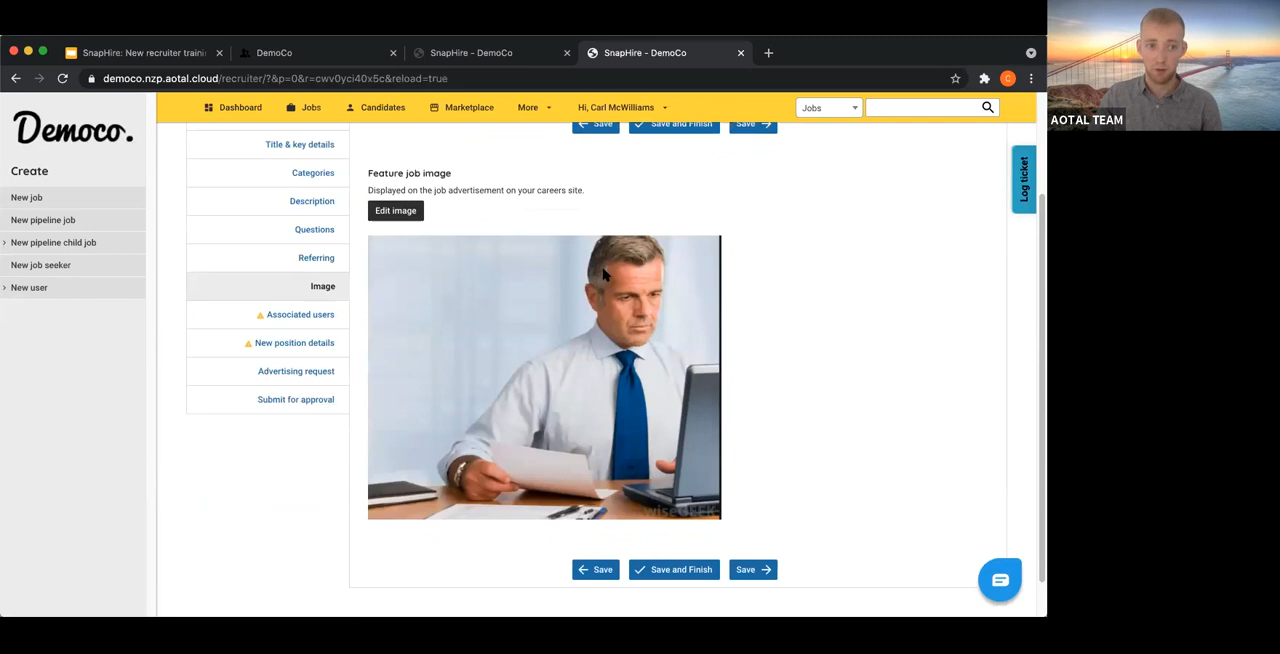 SnapHire: New recruiter traini
DemoCo
SnapHire - DemoCo
SnapHire - DemoCo
democo.nzp.aotal.cloud/recruiter/?&p=0&r=cwv0yci40x5c&reload=true
C
Democo.
Dashboard
Jobs
Candidates
Marketplace
More
Hi, Carl McWilliams
Jobs
AOTAL TEAM
Create
New job
New pipeline job
New pipeline child job
New job seeker
New user
Title & key details
Categories
Description
Questions
Referring
Image
Associated users
New position details
Advertising request
Submit for approval
Save
Save and Finish
Save
Feature job image
Displayed on the job advertisement on your careers site.
Edit image
wiseGEEK
Save
Save and Finish
Save
Log ticket